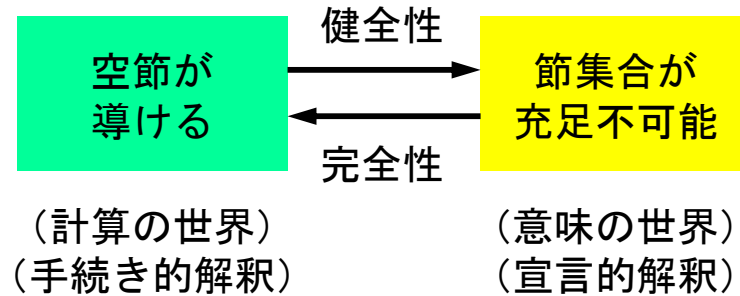 健全性
空節が
導ける
節集合が
充足不可能
完全性
（計算の世界）
（手続き的解釈）
（意味の世界）
（宣言的解釈）